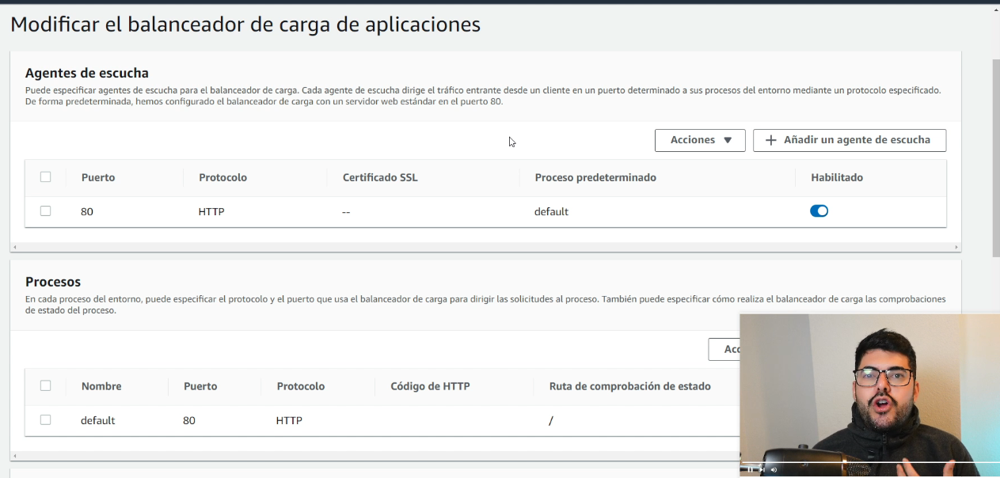 Modificar el balanceador de carga de aplicaciones
Agentes de escucha
Puede especificar agentes de escucha para el balanceador de carga. Cada agente de escucha dirige el tráfico entrante desde un cliente en un puerto determinado a sus procesos del entorno mediante un protocolo especificado.
De forma predeterminada, hemos configurado el balanceador de carga con un servidor web estándar en el puerto 80.
Acciones + Añadir un agente de escucha
Puerto Protocolo Certificado SSL Proceso predeterminado Habilitado
80 HTTP -- default
Procesos
En cada proceso del entorno, puede especificar el protocolo y el puerto que usa el balanceador de carga para dirigir las solicitudes al proceso. También puede especificar cómo realiza el balanceador de carga las comprobaciones
de estado del proceso.
Nombre Puerto Protocolo Código de HTTP Ruta de comprobación de estado
default 80 HTTP /